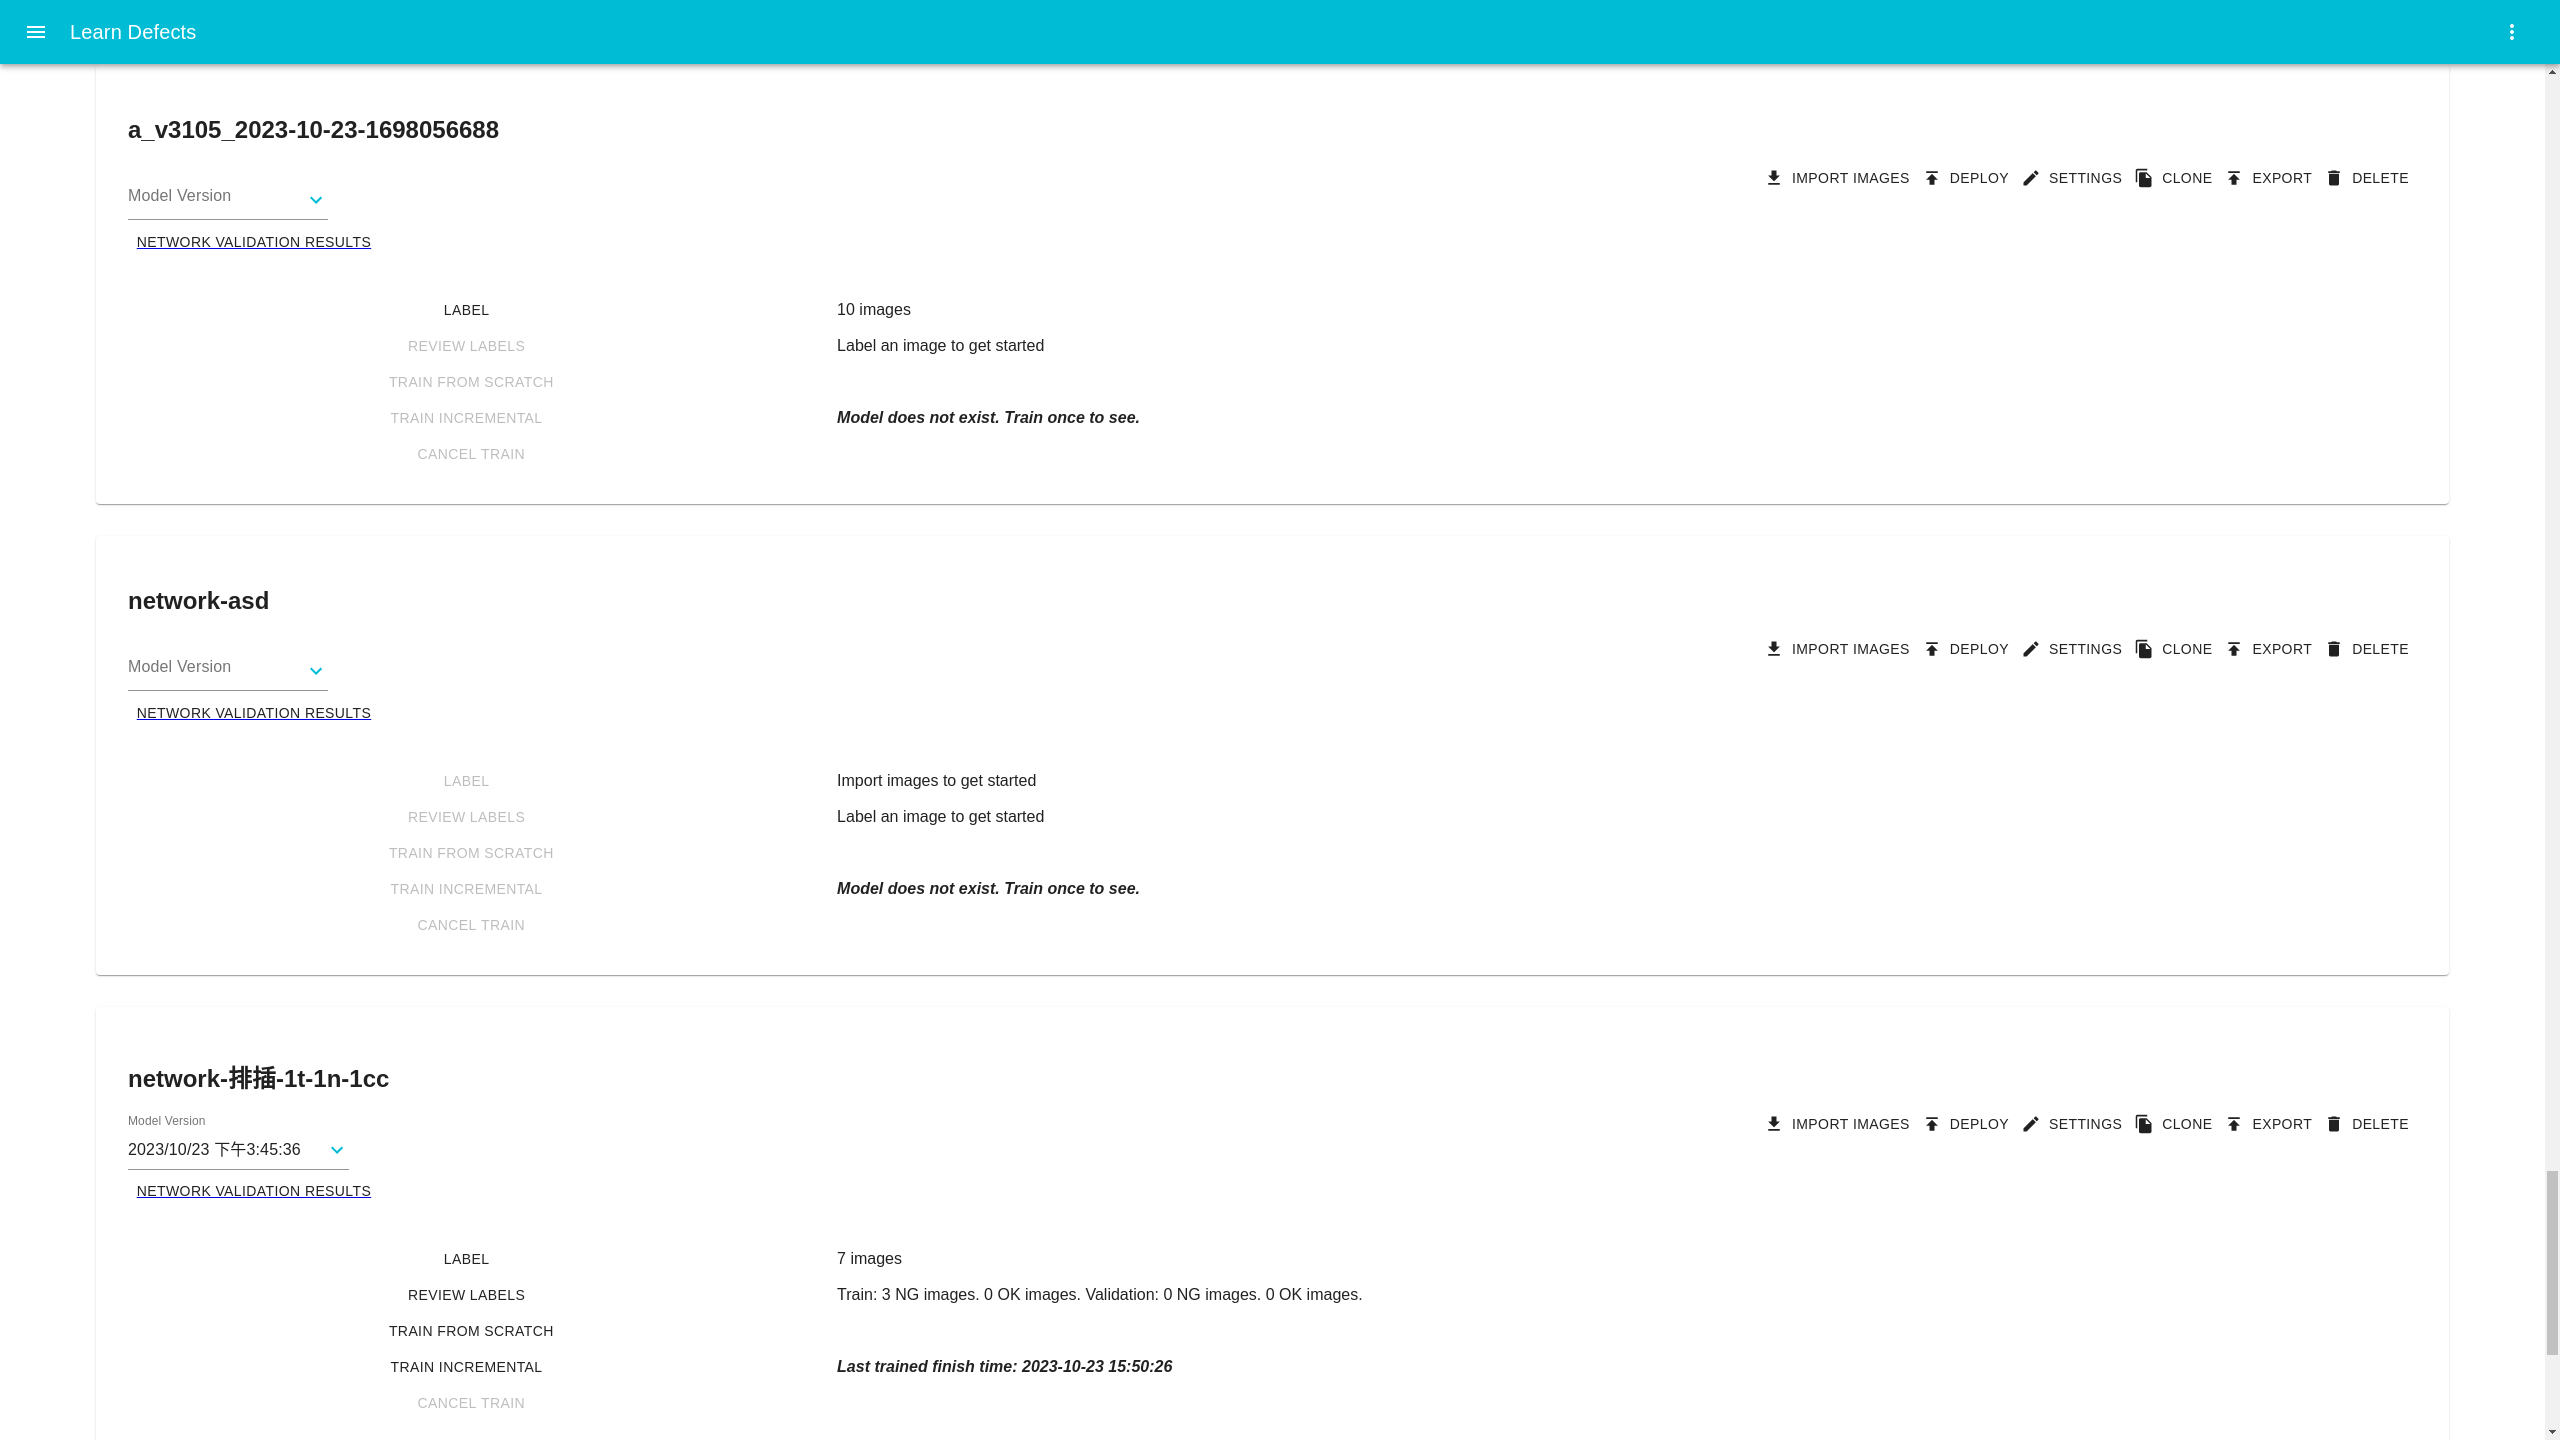 Learn Defects
a_v3105_2023-10-23-1698056688
IMPORT IMAGES DEPLOY SETTINGS CLONE EXPORT DELETE
Model Version
NETWORK VALIDATION RESULTS
LABEL 10 images
REVIEW LABELS Label an image to get started
TRAIN FROM SCRATCH
TRAIN INCREMENTAL Model does not exist. Train once to see.
CANCEL TRAIN
network-asd
IMPORT IMAGES DEPLOY SETTINGS CLONE EXPORT DELETE
Model Version
NETWORK VALIDATION RESULTS
LABEL Import images to get started
REVIEW LABELS Label an image to get started
TRAIN FROM SCRATCH
TRAIN INCREMENTAL Model does not exist. Train once to see.
CANCEL TRAIN
network-排插-1t-1n-1cc
Model Version
IMPORT IMAGES DEPLOY SETTINGS CLONE EXPORT DELETE
2023/10/23 下午3:45:36
NETWORK VALIDATION RESULTS
LABEL 7 images
REVIEW LABELS Train: 3 NG images. 0 OK images. Validation: 0 NG images. 0 OK images.
TRAIN FROM SCRATCH
TRAIN INCREMENTAL Last trained finish time: 2023-10-23 15:50:26
CANCEL TRAIN